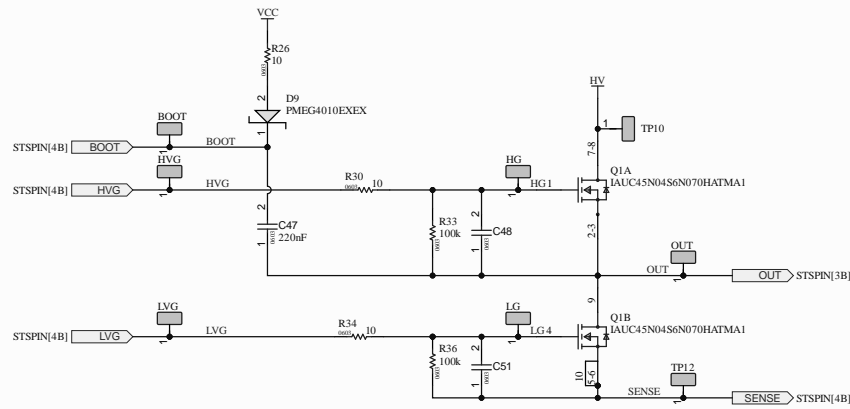 VCC
R26
10
0603
HV
2
D9
PMEG4010EXEX
1
1
TP10
BOOT
STSPIN[4B]
BOOT
1
BOOT
7-8
HVG
R30
HG
Q1A
IAUC45N04S6N070HATMA1
STSPIN[4B]
HVG
1
HVG
0603
10
1
HG 1
2
C47
220nF
1
0603
R33
100k
0603
2
C48
1
0603
2-3
OUT
OUT
1
OUT
STSPIN[3B]
9
LVG
R34
LG
Q1B
IAUC45N04S6N070HATMA1
STSPIN[4B]
LVG
1
LVG
0603
10
1
LG 4
R36
100k
0603
2
C51
1
0603
10
5-6
TP12
SENSE
1
SENSE
STSPIN[4B]